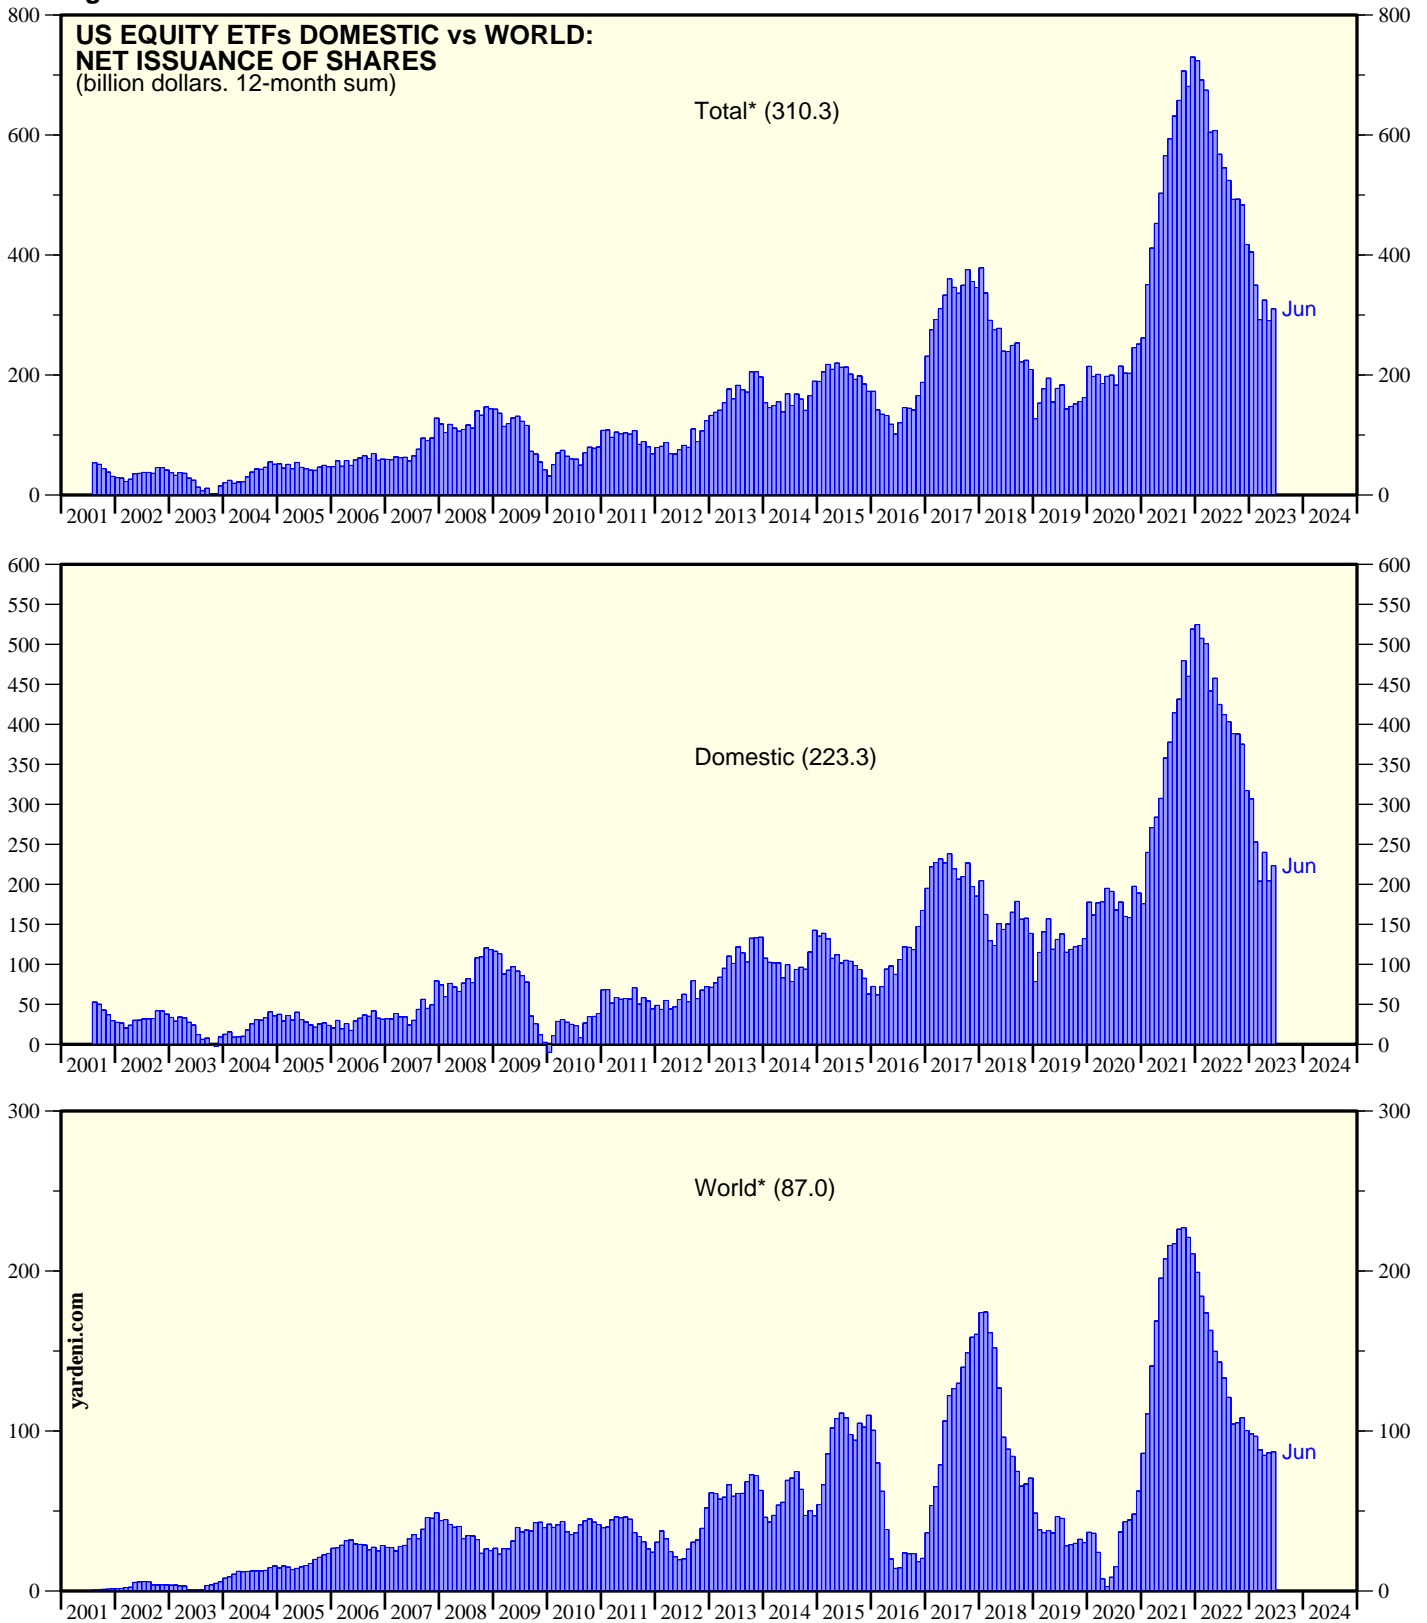 800 800
US EQUITY ETFs DOMESTIC vs WORLD:
NET ISSUANCE OF SHARES
(billion dollars. 12-month sum)
Total* (310.3)
600 600
400 400
Jun
200 200
0 0
2001 2002 2003 2004 2005 2006 2007 2008 2009 2010 2011 2012 2013 2014 2015 2016 2017 2018 2019 2020 2021 2022 2023 2024
600 600
550 550
500 500
450 450
400 400
Domestic (223.3)
350 350
300 300
250 250
Jun
200 200
150 150
100 100
50 50
0 0
2001 2002 2003 2004 2005 2006 2007 2008 2009 2010 2011 2012 2013 2014 2015 2016 2017 2018 2019 2020 2021 2022 2023 2024
300 300
World* (87.0)
200 200
yardeni.com
100 100
Jun
0 0
2001 2002 2003 2004 2005 2006 2007 2008 2009 2010 2011 2012 2013 2014 2015 2016 2017 2018 2019 2020 2021 2022 2023 2024